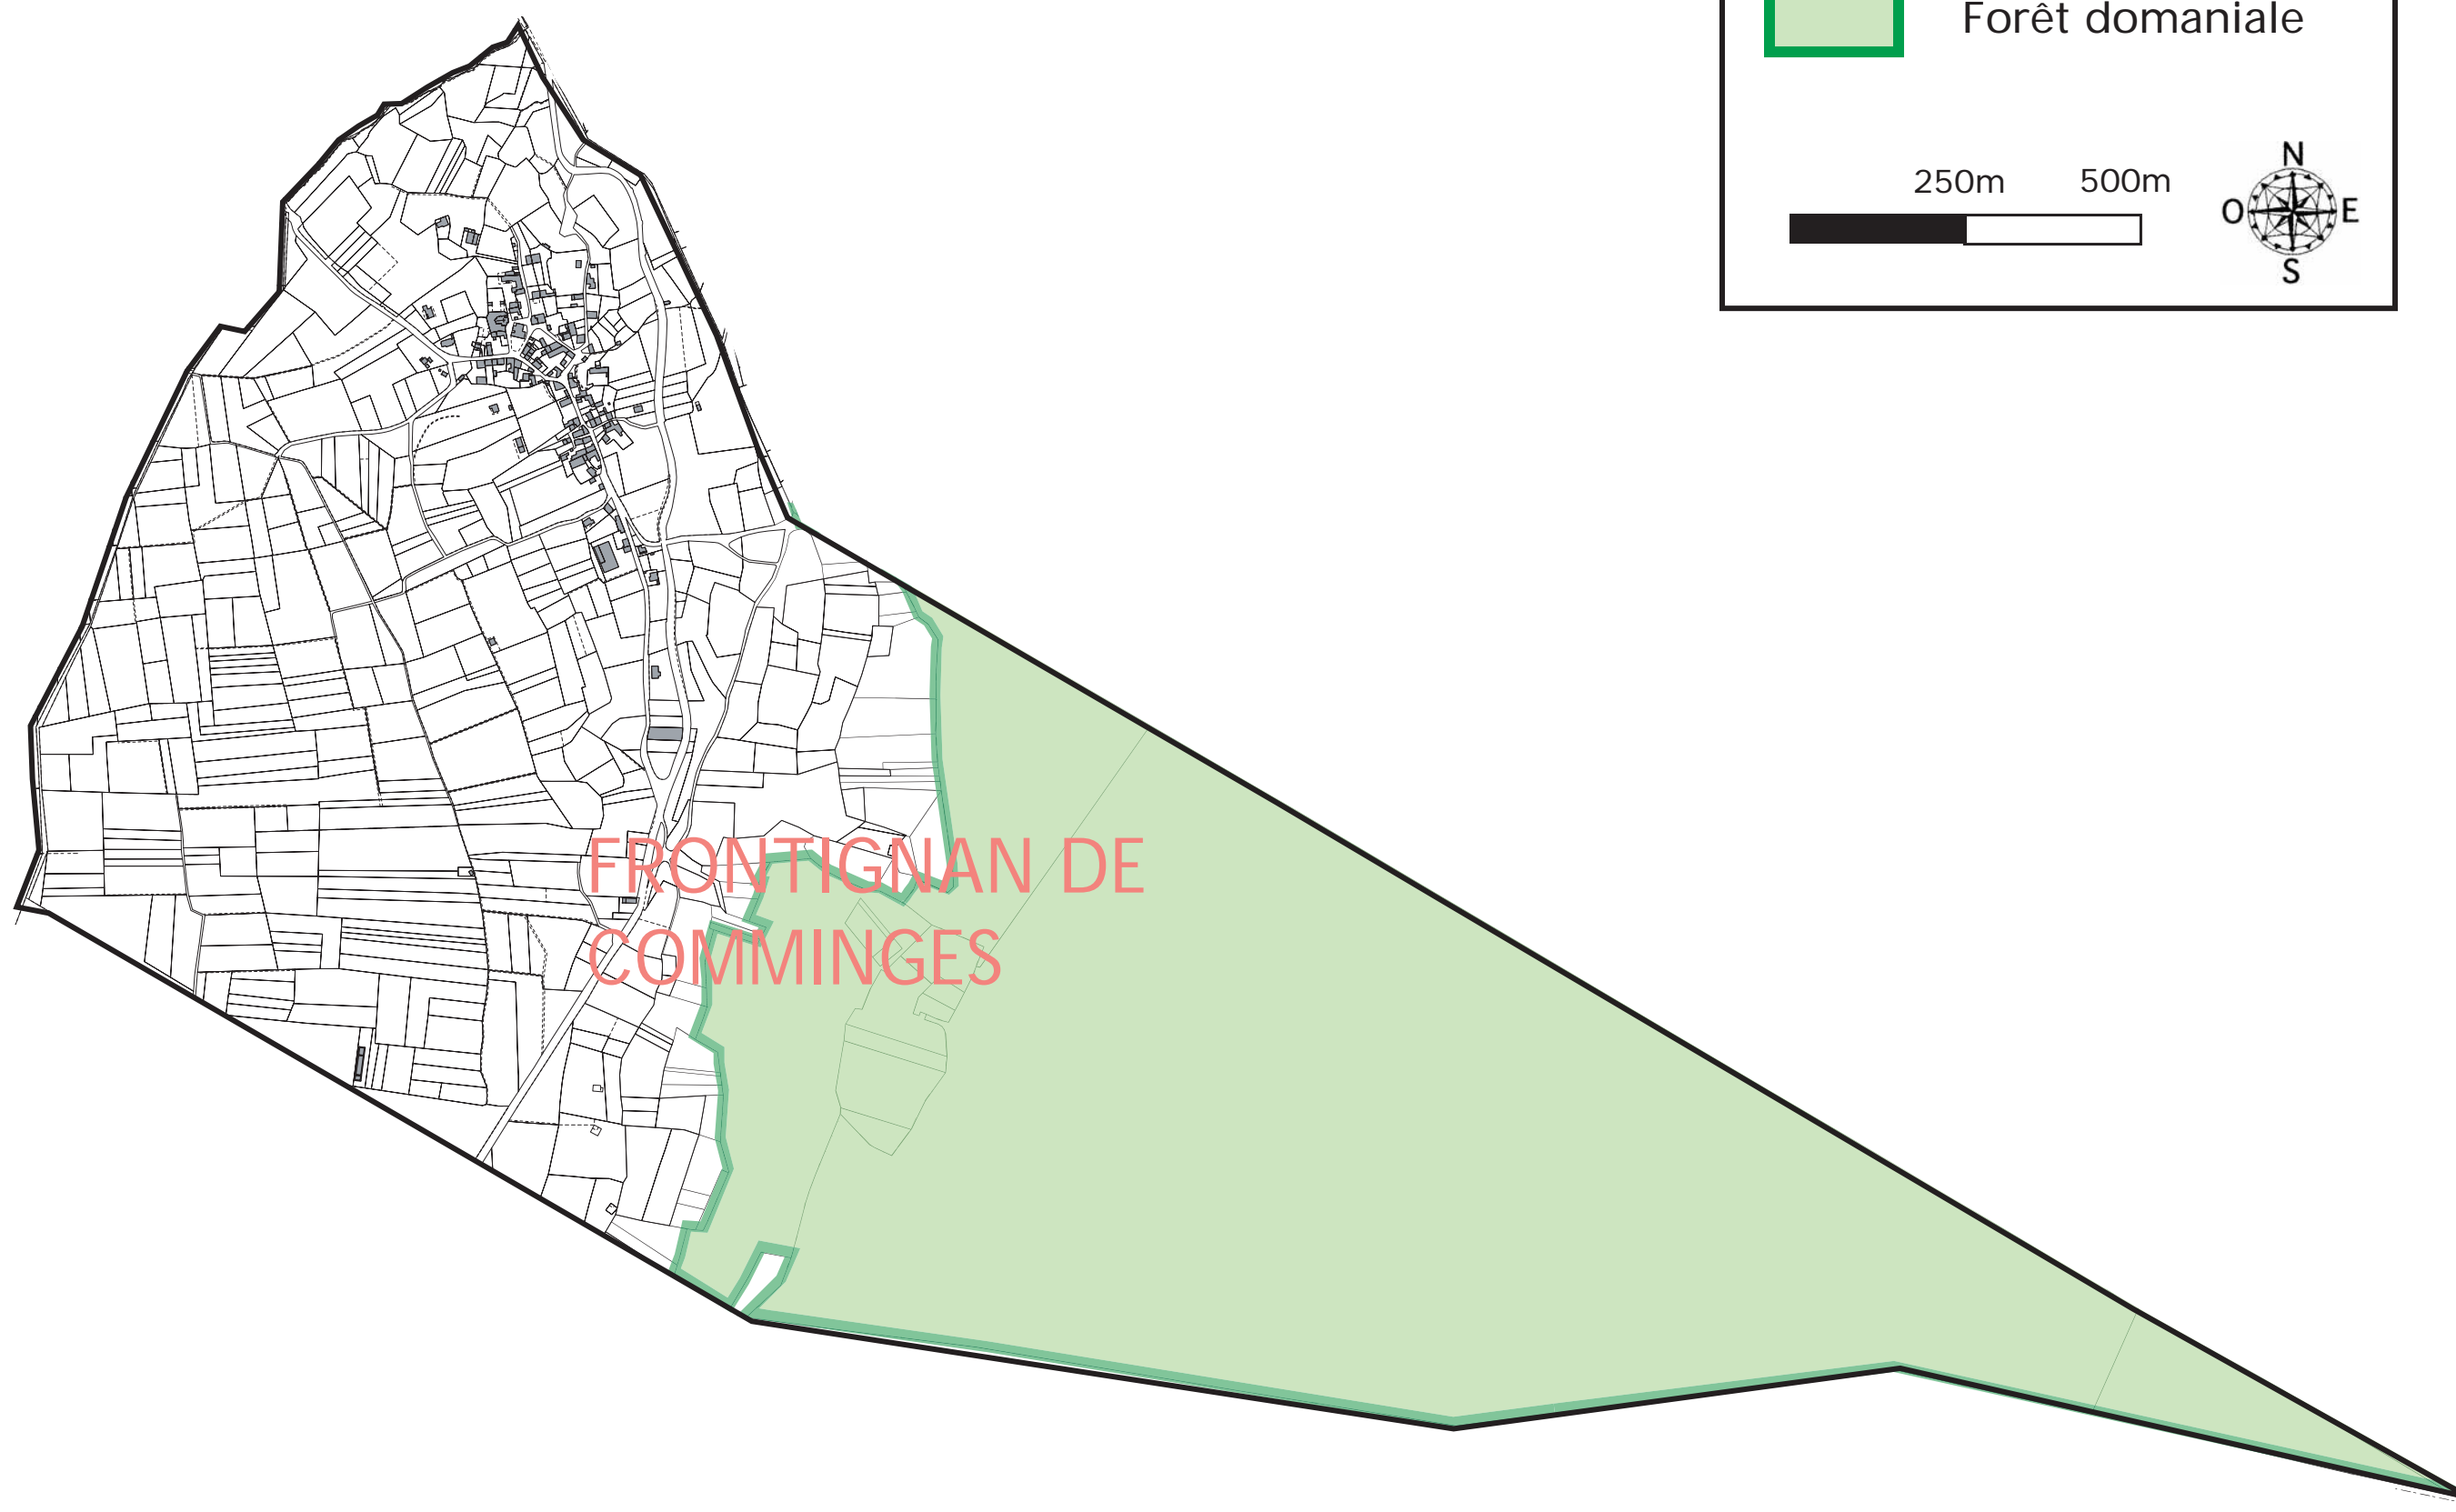 Forêt domaniale
250m 500m
N
O E
S
FRONTIGNAN DE
COMMINGES